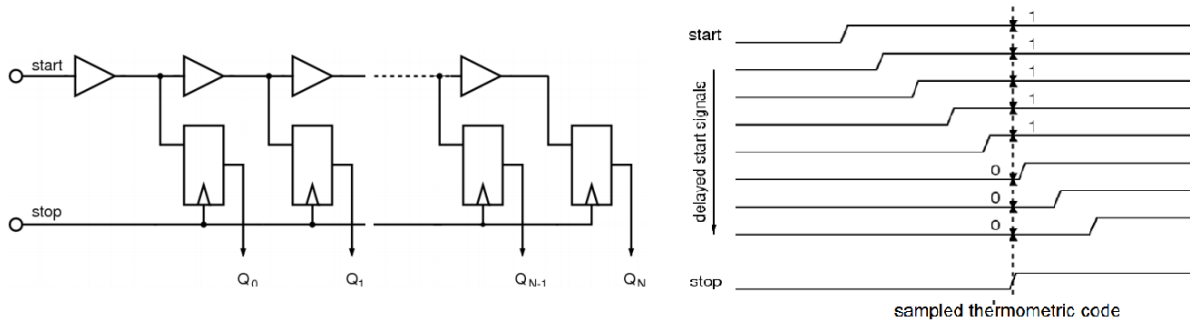 start
stop
Q0
Q1
QN-1
QN
start
delayed start signals
1
1
1
1
1
0
0
0
stop
sampled thermometric code